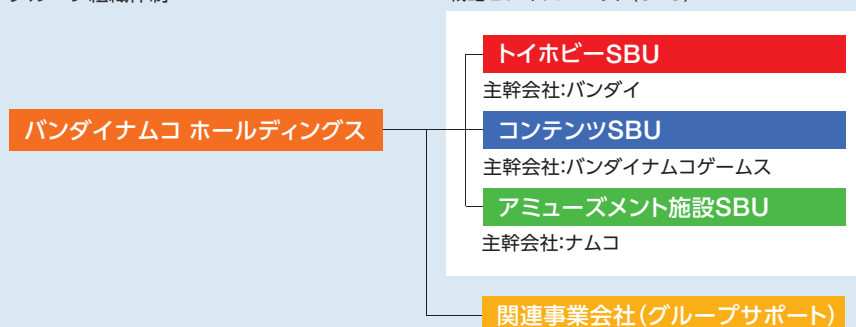 バンダイナムコ ホールディングス
トイホビーSBU
主幹会社:バンダイ
コンテンツSBU
主幹会社:バンダイナムコゲームス
アミューズメント施設SBU
主幹会社:ナムコ
関連事業会社(グループサポート)